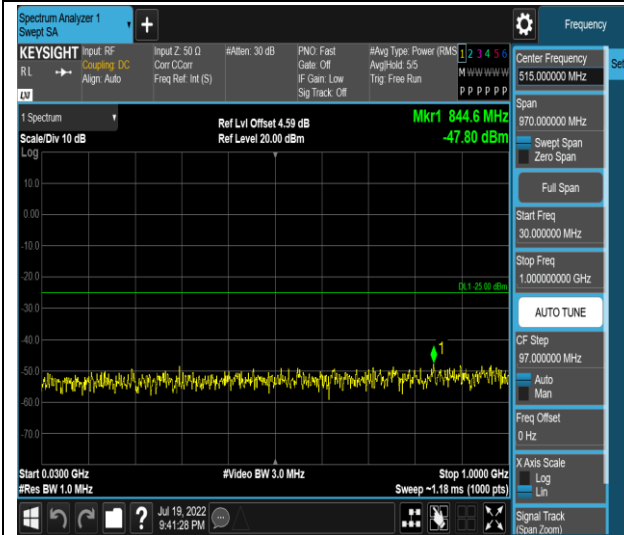 Spectrum Analyzer 1
Swept SA
Frequency
KEYSIGHT
RL
LXI
Input: RF
Coupling: DC
Align: Auto
Input Z: 50 Ω
Corr CCorr
Freq Ref: Int (S)
#Atten: 30 dB
PNO: Fast
Gate: Off
IF Gain: Low
Sig Track: Off
#Avg Type: Power (RMS
Avg|Hold: 5/5
Trig: Free Run
1 2 3 4 5 6
M W W W W W
P P P P P P
1 Spectrum
Scale/Div 10 dB
Log
Ref Lvl Offset 4.59 dB
Ref Level 20.00 dBm
Mkr1 844.6 MHz
-47.80 dBm
10.0
0.00
-10.0
-20.0
DL1 -25.00 dBm
-30.0
-40.0
1
-50.0
-60.0
-70.0
Start 0.0300 GHz
#Res BW 1.0 MHz
#Video BW 3.0 MHz
Stop 1.0000 GHz
Sweep ~1.18 ms (1000 pts)
?
Jul 19, 2022
9:41:28 PM
Center Frequency
515.000000 MHz
Set
Span
970.000000 MHz
Swept Span
Zero Span
Full Span
Start Freq
30.000000 MHz
Stop Freq
1.000000000 GHz
AUTO TUNE
CF Step
97.000000 MHz
Auto
Man
Freq Offset
0 Hz
X Axis Scale
Log
Lin
Signal Track
(Span Zoom)